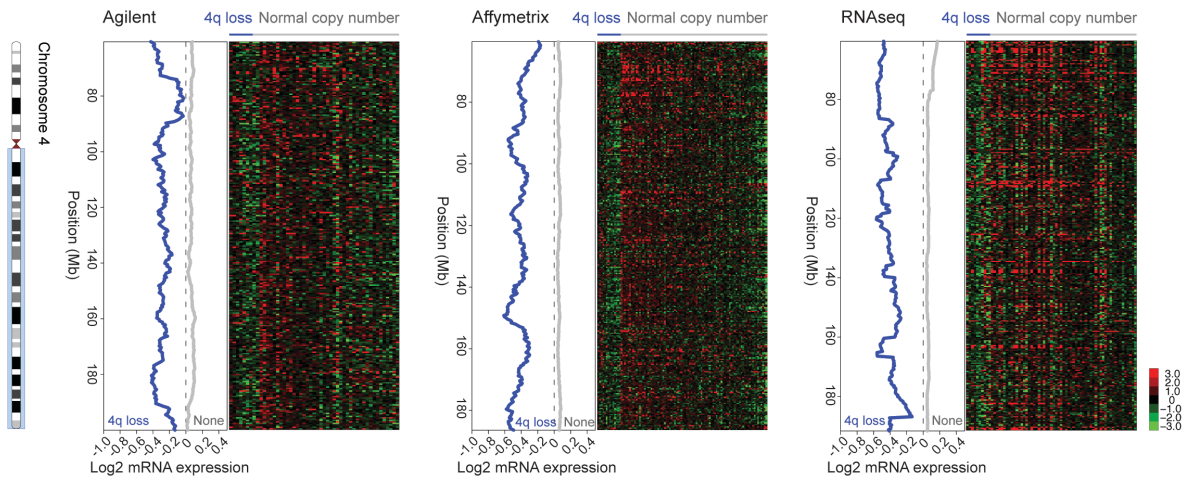 Chromosome 4
Agilent
4q loss Normal copy number
80
100
120
140
160
180
Position (Mb)
4q loss None
-1.0 -0.8 -0.6 -0.4 -0.2 0 0.2 0.4
Log2 mRNA expression
Affymetrix
4q loss Normal copy number
80
100
120
140
160
180
Position (Mb)
4q loss None
-1.0 -0.8 -0.6 -0.4 -0.2 0 0.2 0.4
Log2 mRNA expression
RNAseq
4q loss Normal copy number
80
100
120
140
160
180
Position (Mb)
4q loss None
-1.0 -0.8 -0.6 -0.4 -0.2 0 0.2 0.4
Log2 mRNA expression
3.0
2.0
1.0
0
−1.0
−2.0
−3.0